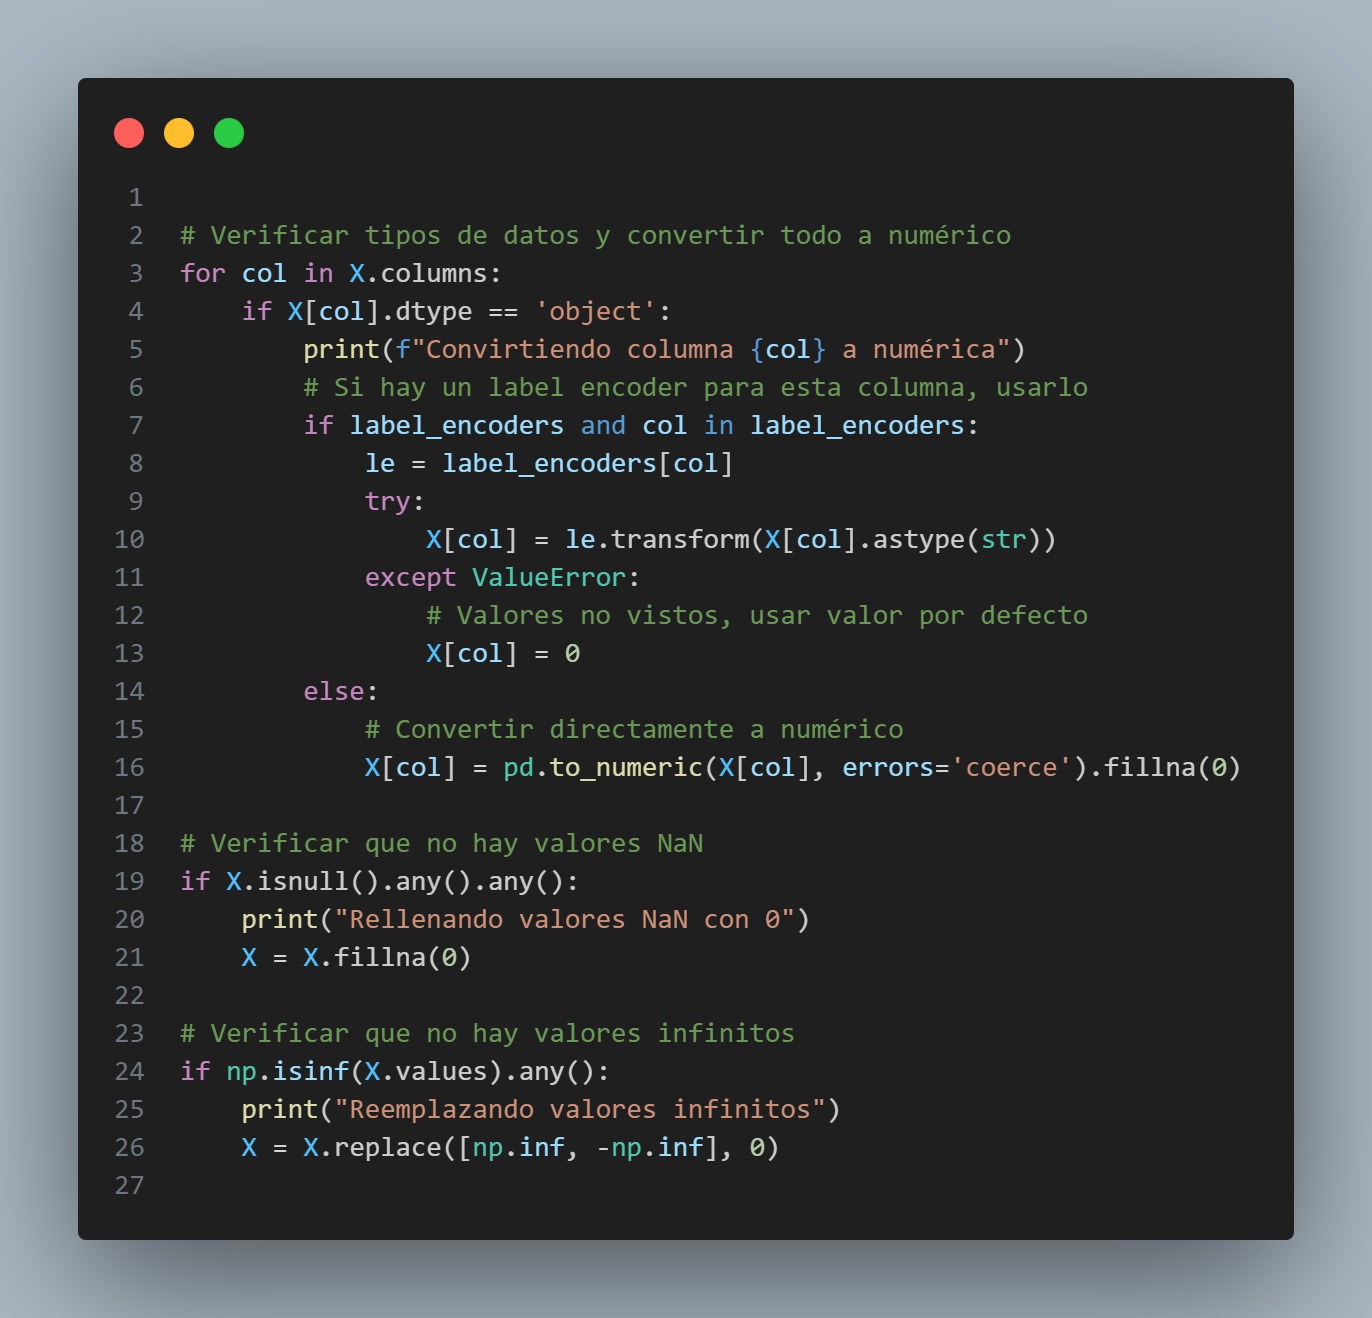 1
2 # Verificar tipos de datos y convertir todo a numérico
3 for col in X.columns:
4     if X[col].dtype == 'object':
5         print(f"Convirtiendo columna {col} a numérica")
6         # Si hay un label encoder para esta columna, usarlo
7         if label_encoders and col in label_encoders:
8             le = label_encoders[col]
9             try:
10                 X[col] = le.transform(X[col].astype(str))
11             except ValueError:
12                 # Valores no vistos, usar valor por defecto
13                 X[col] = 0
14         else:
15             # Convertir directamente a numérico
16             X[col] = pd.to_numeric(X[col], errors='coerce').fillna(0)
17
18 # Verificar que no hay valores NaN
19 if X.isnull().any().any():
20     print("Rellenando valores NaN con 0")
21     X = X.fillna(0)
22
23 # Verificar que no hay valores infinitos
24 if np.isinf(X.values).any():
25     print("Reemplazando valores infinitos")
26     X = X.replace([np.inf, -np.inf], 0)
27